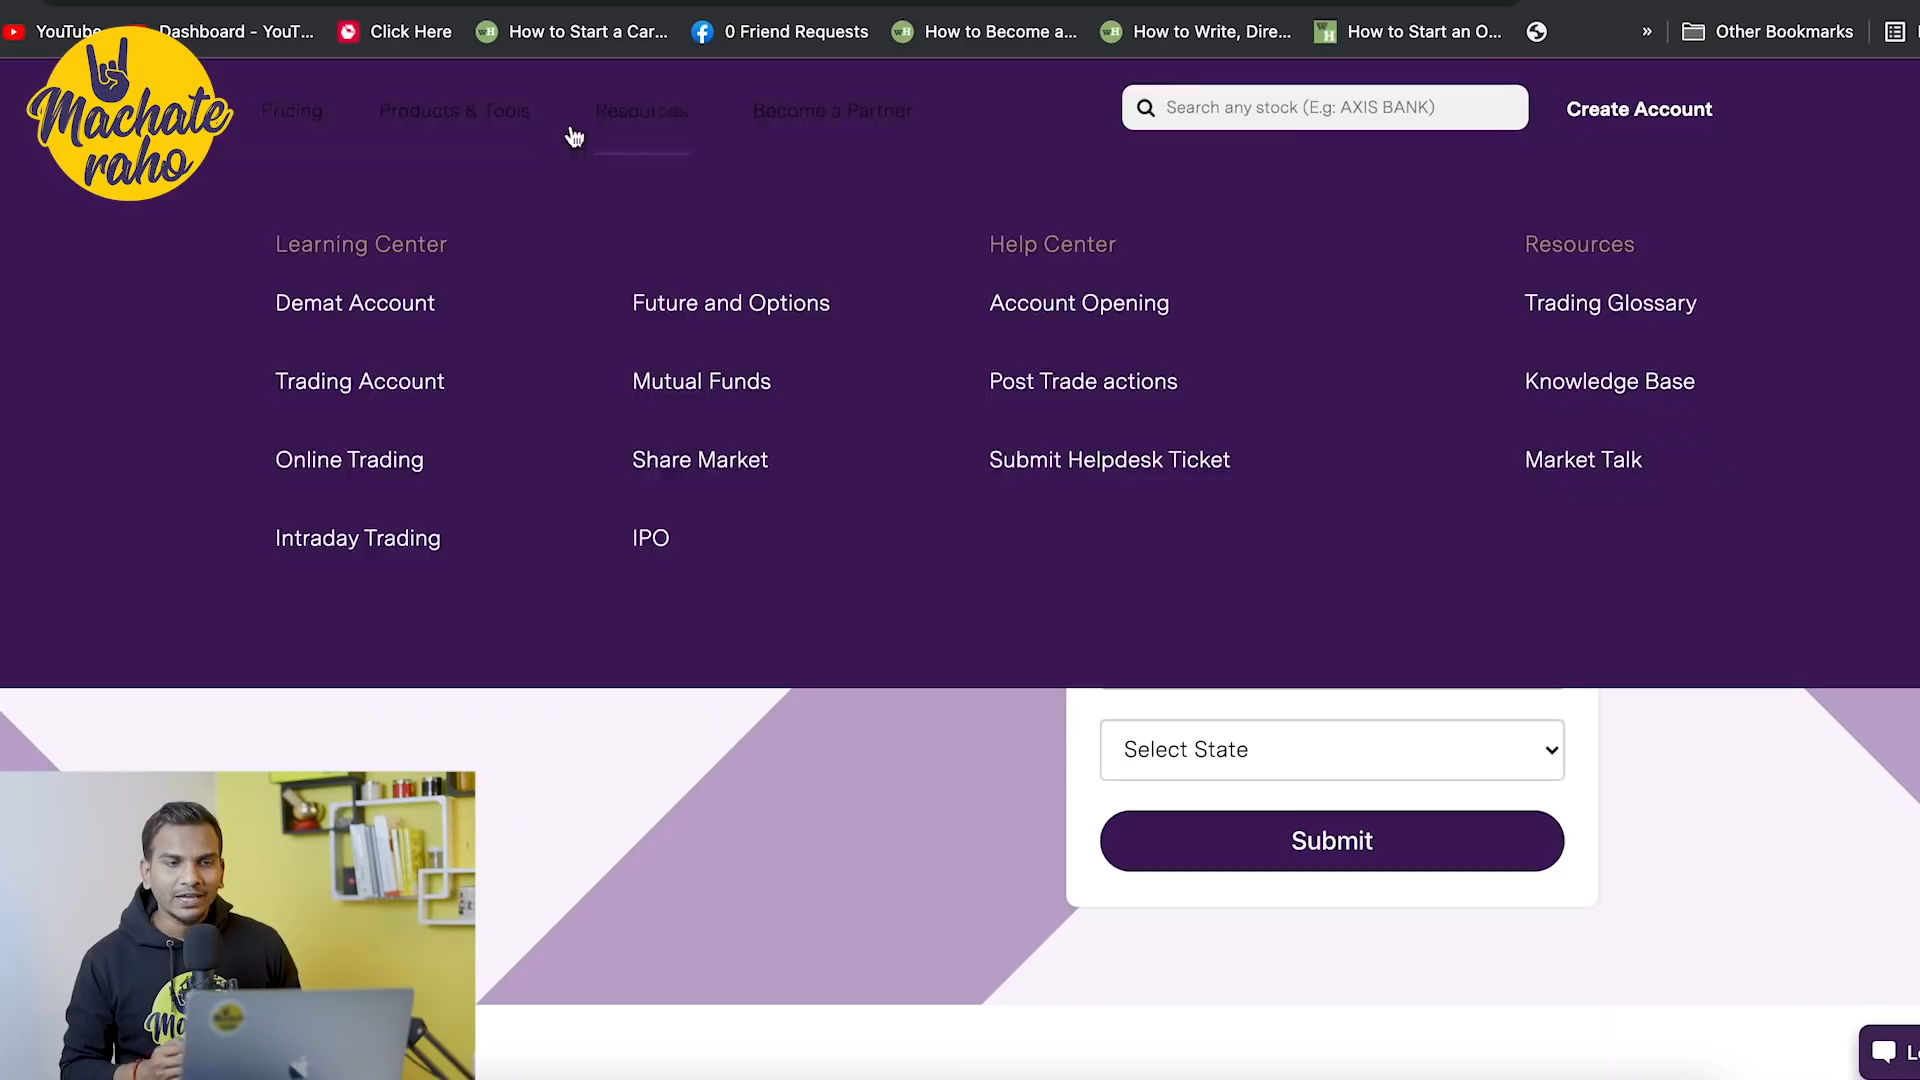 YouTube
Dashboard - YouT...
Click Here
How to Start a Car...
0 Friend Requests
How to Become a...
How to Write, Dire...
How to Start an O...
»
Other Bookmarks
Machate
raho
Pricing
Products & Tools
Resources
Become a Partner
Search any stock (E.g: AXIS BANK)
Create Account
Learning Center
Help Center
Resources
Demat Account
Future and Options
Account Opening
Trading Glossary
Trading Account
Mutual Funds
Post Trade actions
Knowledge Base
Online Trading
Share Market
Submit Helpdesk Ticket
Market Talk
Intraday Trading
IPO
Select State
Submit